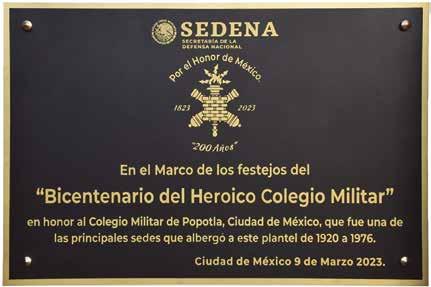 SEDENA
SECRETARÍA DE LA
DEFENSA NACIONAL
Por el Honor de México.
1823 2023
"200 Años"
En el Marco de los festejos del
“Bicentenario del Heroico Colegio Militar”
en honor al Colegio Militar de Popotla, Ciudad de México, que fue una de
las principales sedes que albergó a este plantel de 1920 a 1976.
Ciudad de México 9 de Marzo 2023.